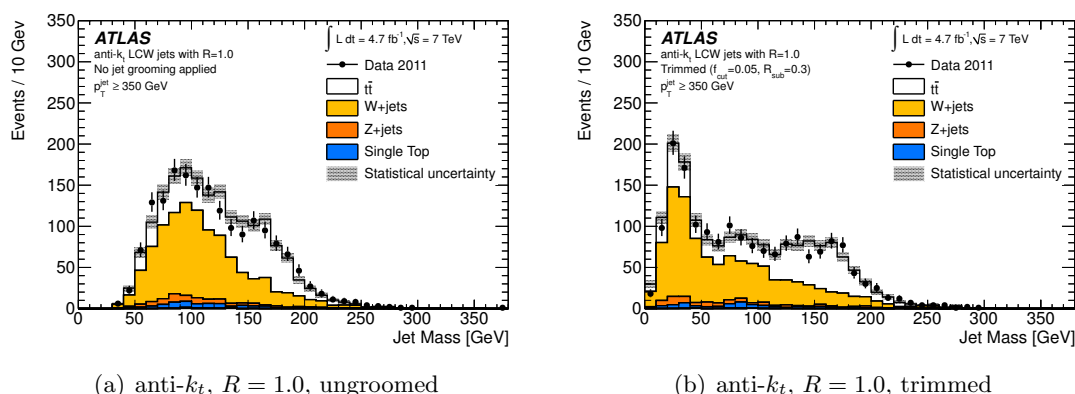 Events / 10 Gev
350
300
250
200
150
100
50
0
ATLAS
anti-k_t LCW jets with R=1.0
No jet grooming applied
p_T^jet ≥ 350 GeV
∫ L dt = 4.7 fb⁻¹,√s = 7 TeV
Data 2011
tt̄
W+jets
Z+jets
Single Top
Statistical uncertainty
0 50 100 150 200 250 300 350
Jet Mass [GeV]
(a) anti-k_t, R = 1.0, ungroomed
Events / 10 Gev
350
300
250
200
150
100
50
0
ATLAS
anti-k_t LCW jets with R=1.0
Trimmed (f_cut=0.05, R_sub=0.3)
p_T^jet ≥ 350 GeV
∫ L dt = 4.7 fb⁻¹,√s = 7 TeV
Data 2011
tt̄
W+jets
Z+jets
Single Top
Statistical uncertainty
0 50 100 150 200 250 300 350
Jet Mass [GeV]
(b) anti-k_t, R = 1.0, trimmed